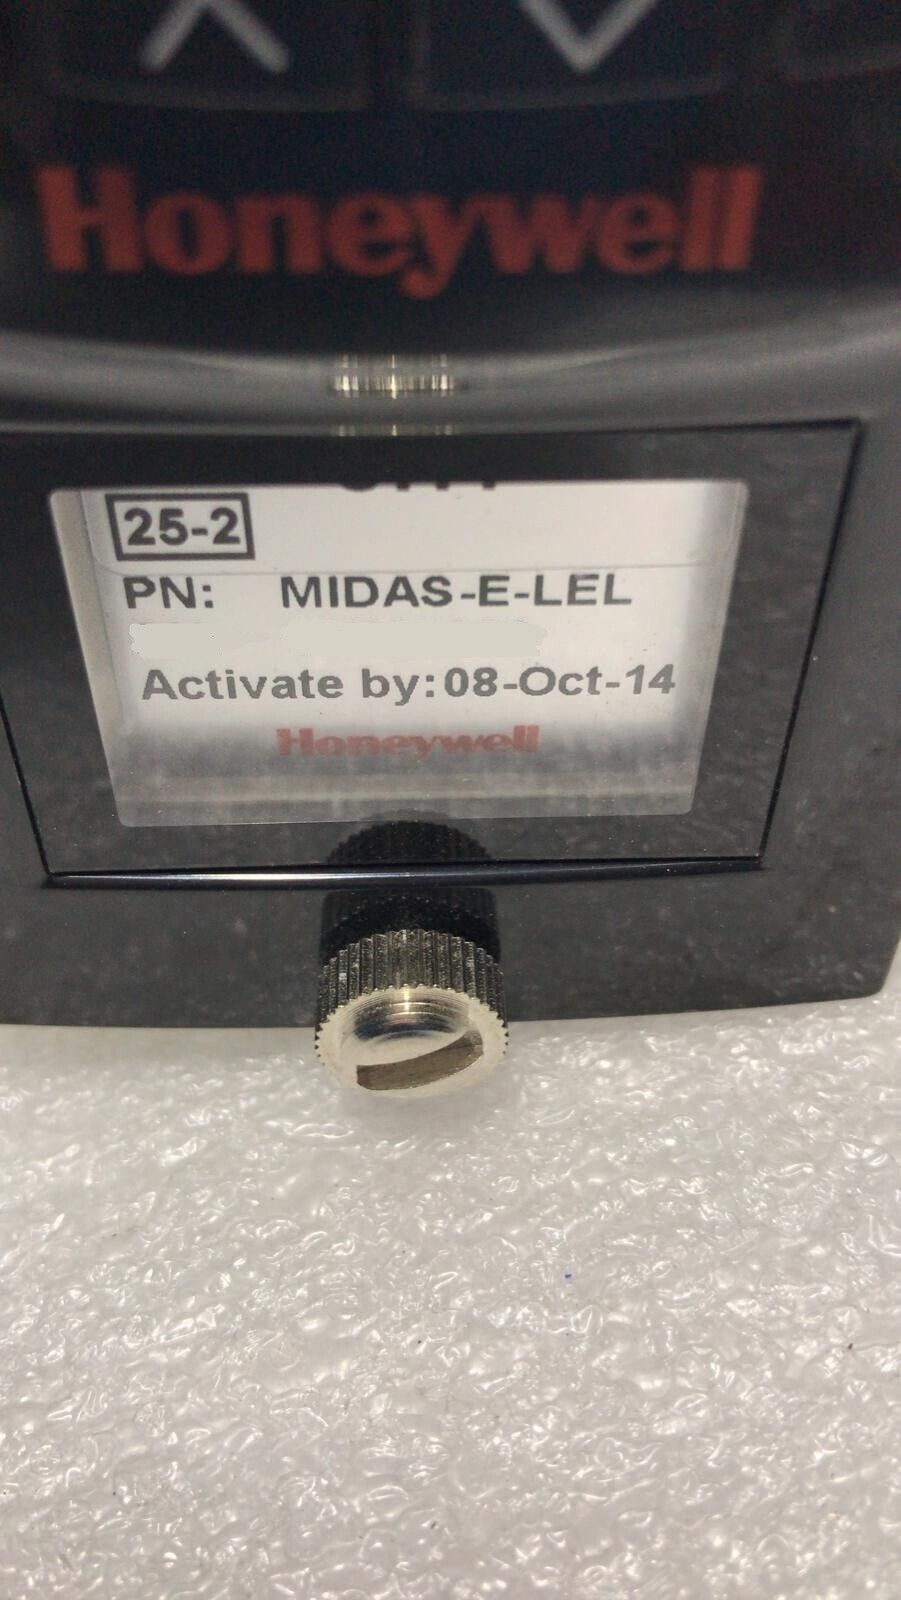 Honeywell
25-2
PN: MIDAS-E-LEL
Activate by:08-Oct-14
Honeywell